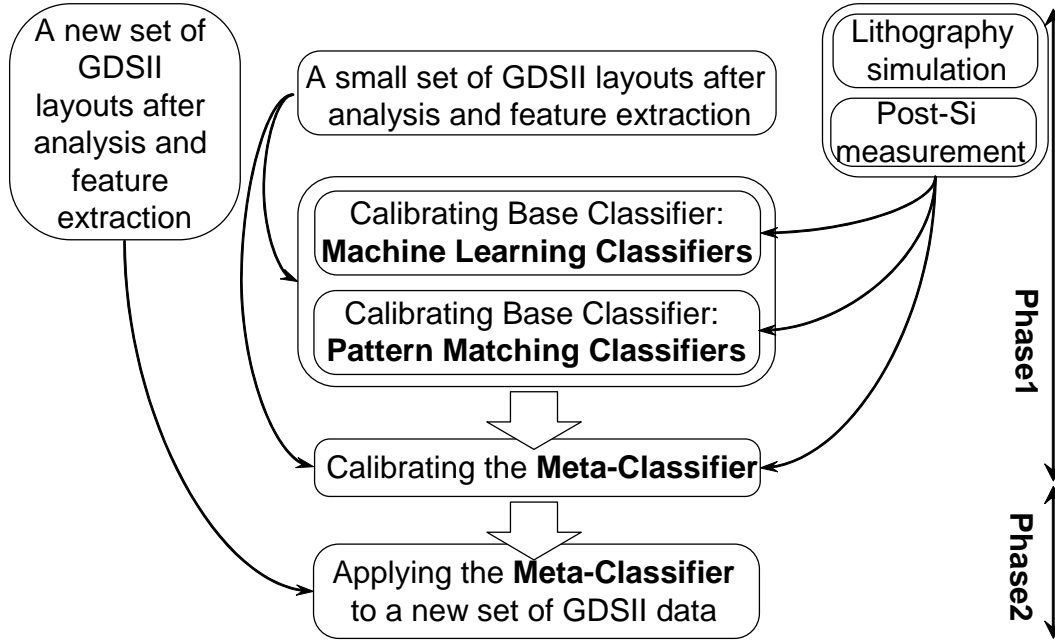 A new set of
GDSII
layouts after
analysis and
feature
extraction
A small set of GDSII layouts after
analysis and feature extraction
Lithography
simulation
Post-Si
measurement
Calibrating Base Classifier:
Machine Learning Classifiers
Calibrating Base Classifier:
Pattern Matching Classifiers
Calibrating the Meta-Classifier
Applying the Meta-Classifier
to a new set of GDSII data
Phase1
Phase2